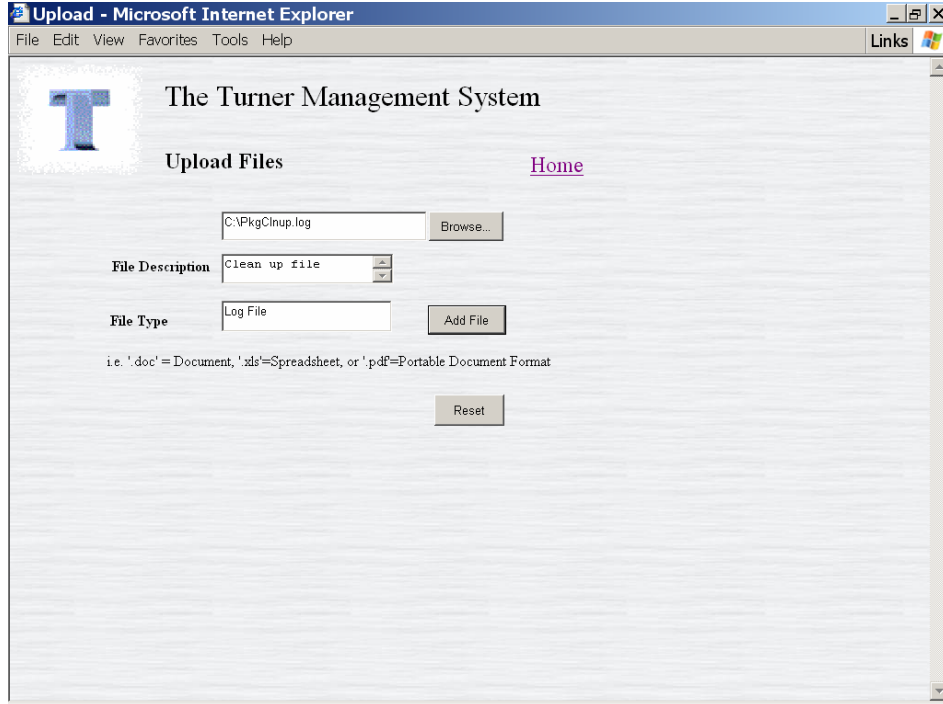 Upload - Microsoft Internet Explorer
File Edit View Favorites Tools Help
Links
T
The Turner Management System
Upload Files
Home
C:\PkgClnup.log
Browse...
File Description
Clean up file
File Type
Log File
Add File
i.e. '.doc' = Document, '.xls'=Spreadsheet, or '.pdf'=Portable Document Format
Reset